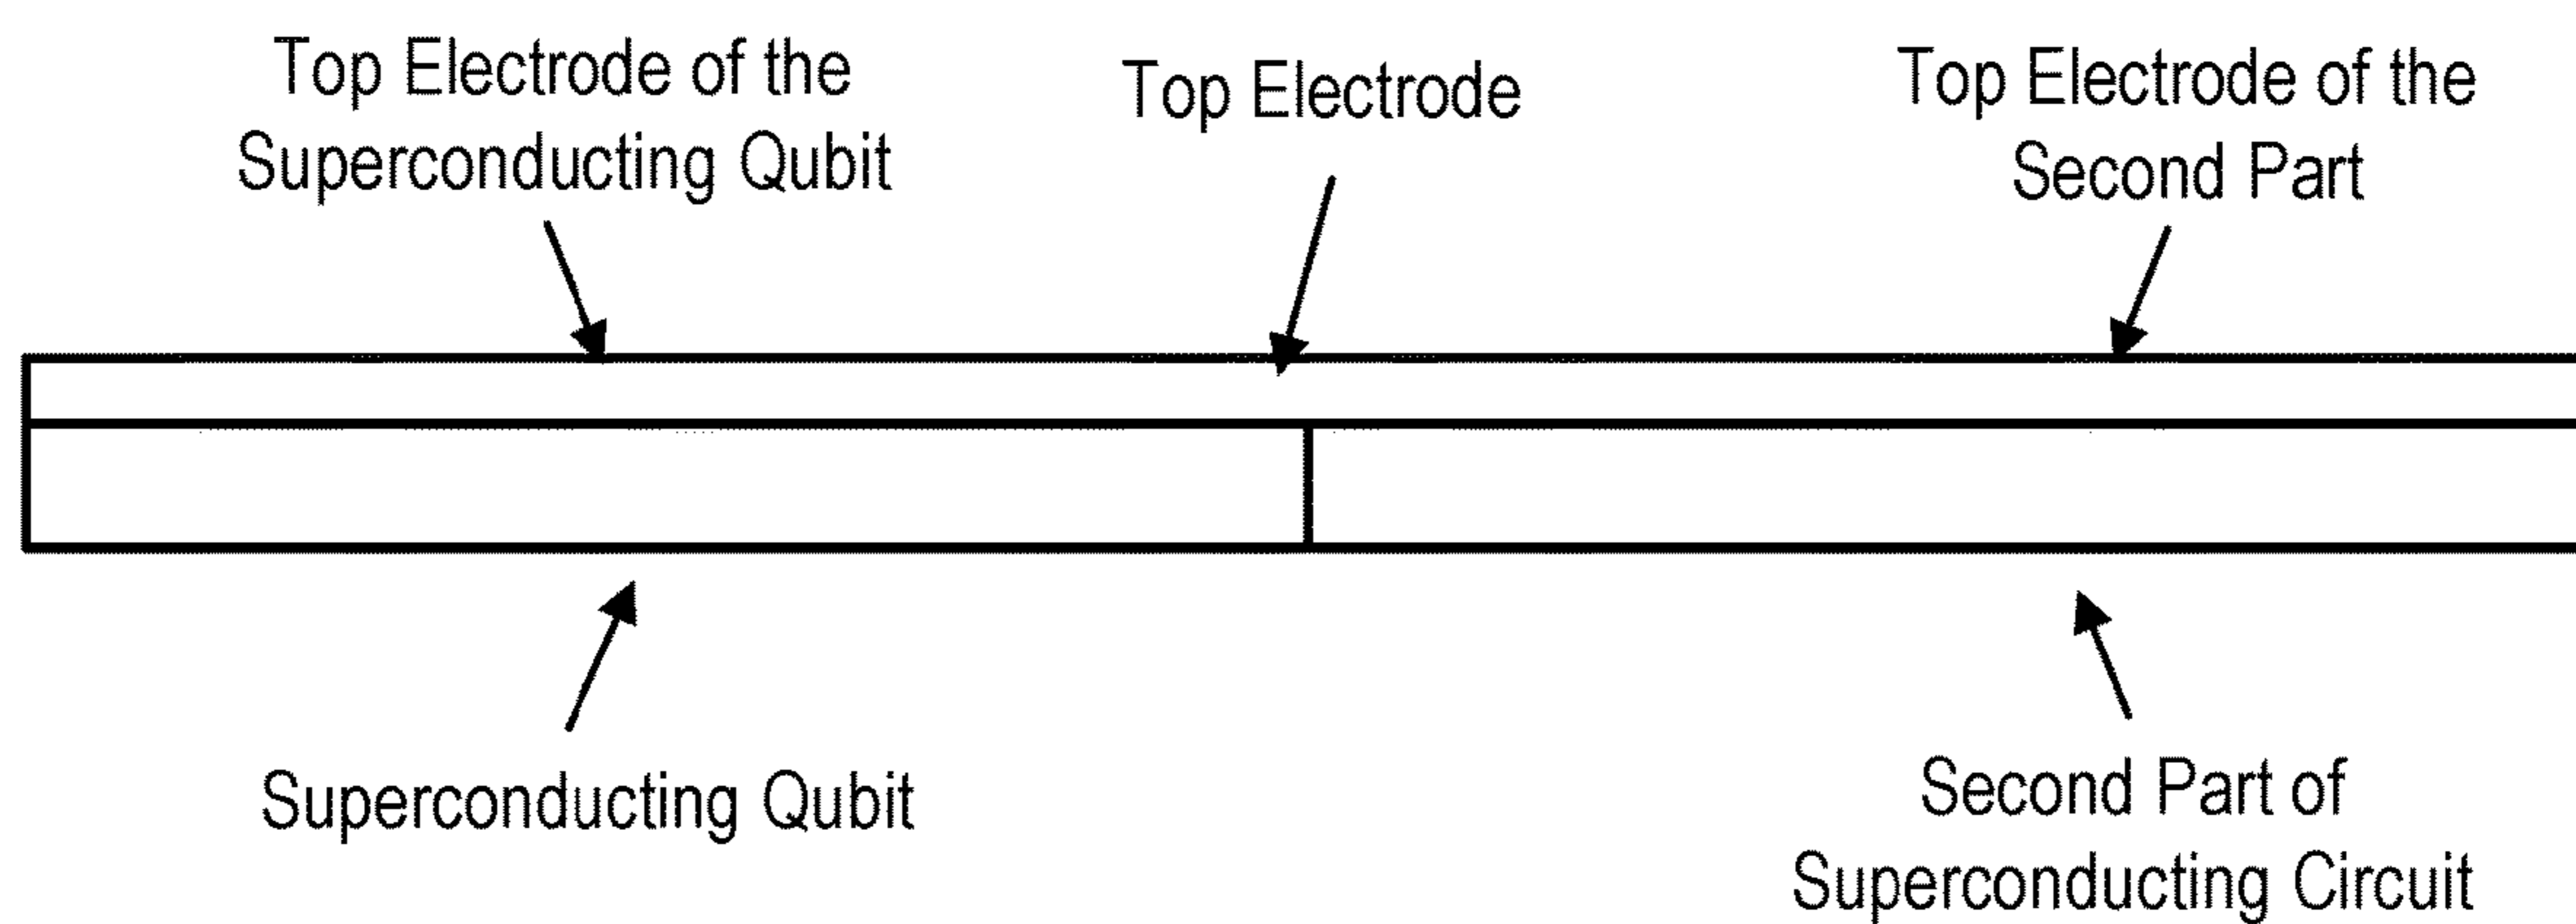 Top Electrode of the
Superconducting Qubit
Top Electrode
Top Electrode of the
Second Part
Superconducting Qubit
Second Part of
Superconducting Circuit